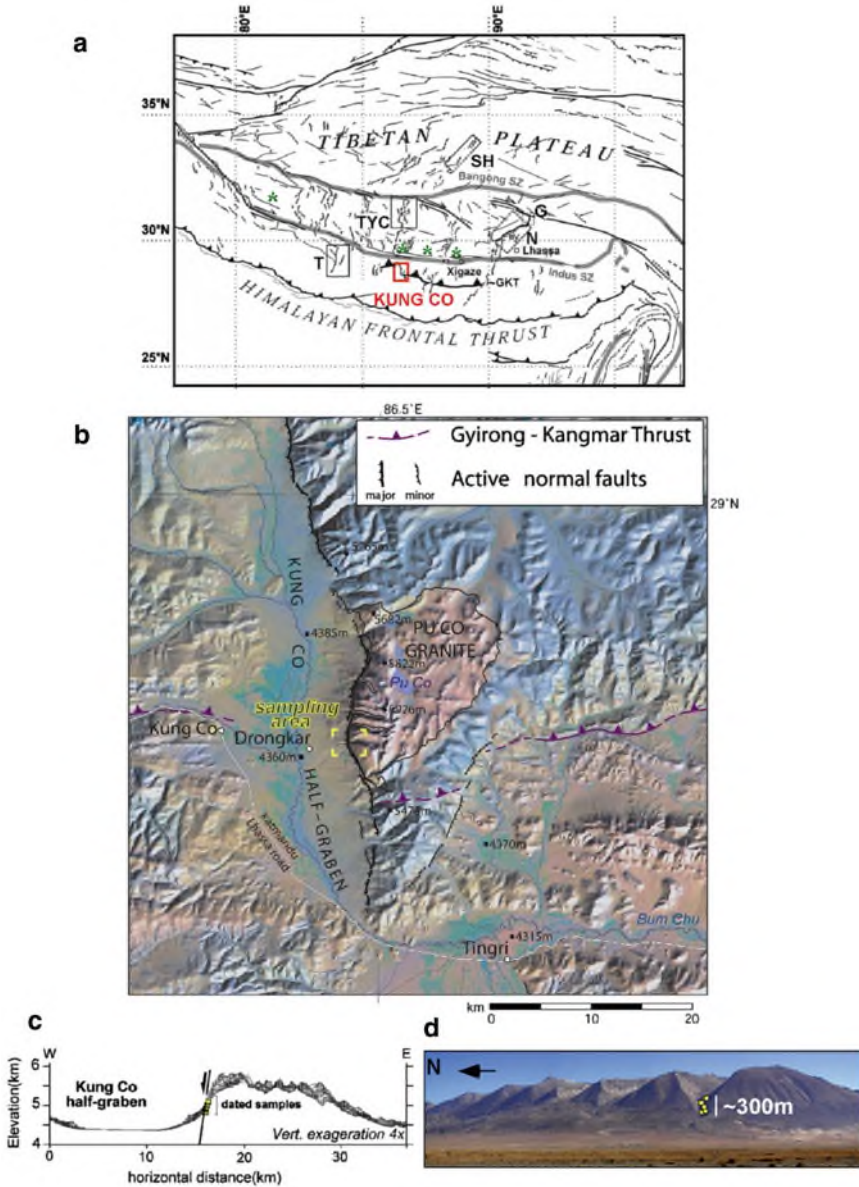 a
80°E
90°E
35°N
TIBETAN PLATEAU
SH
Bangong SZ
30°N
TYC
G
N
Lhassa
T
Xigaze
Indus SZ
GKT
KUNG CO
HIMALAYAN FRONTAL THRUST
25°N
b
86.5°E
Gyirong - Kangmar Thrust
major
minor
Active normal faults
29°N
KUNG CO HALF-GRABEN
5682m
PU CO
GRANITE
4385m
5822m
Pu Co
sampling
area
Kung Co
Drongkar
4360m
Katmandu
Lhassa road
4370m
Bum Chu
4315m
Tingri
km
0
10
20
c
W
E
Elevation(km)
6
5
4
Kung Co
half-graben
dated samples
Vert. exageration 4x
0
10
20
30
horizontal distance(km)
d
N
~300m